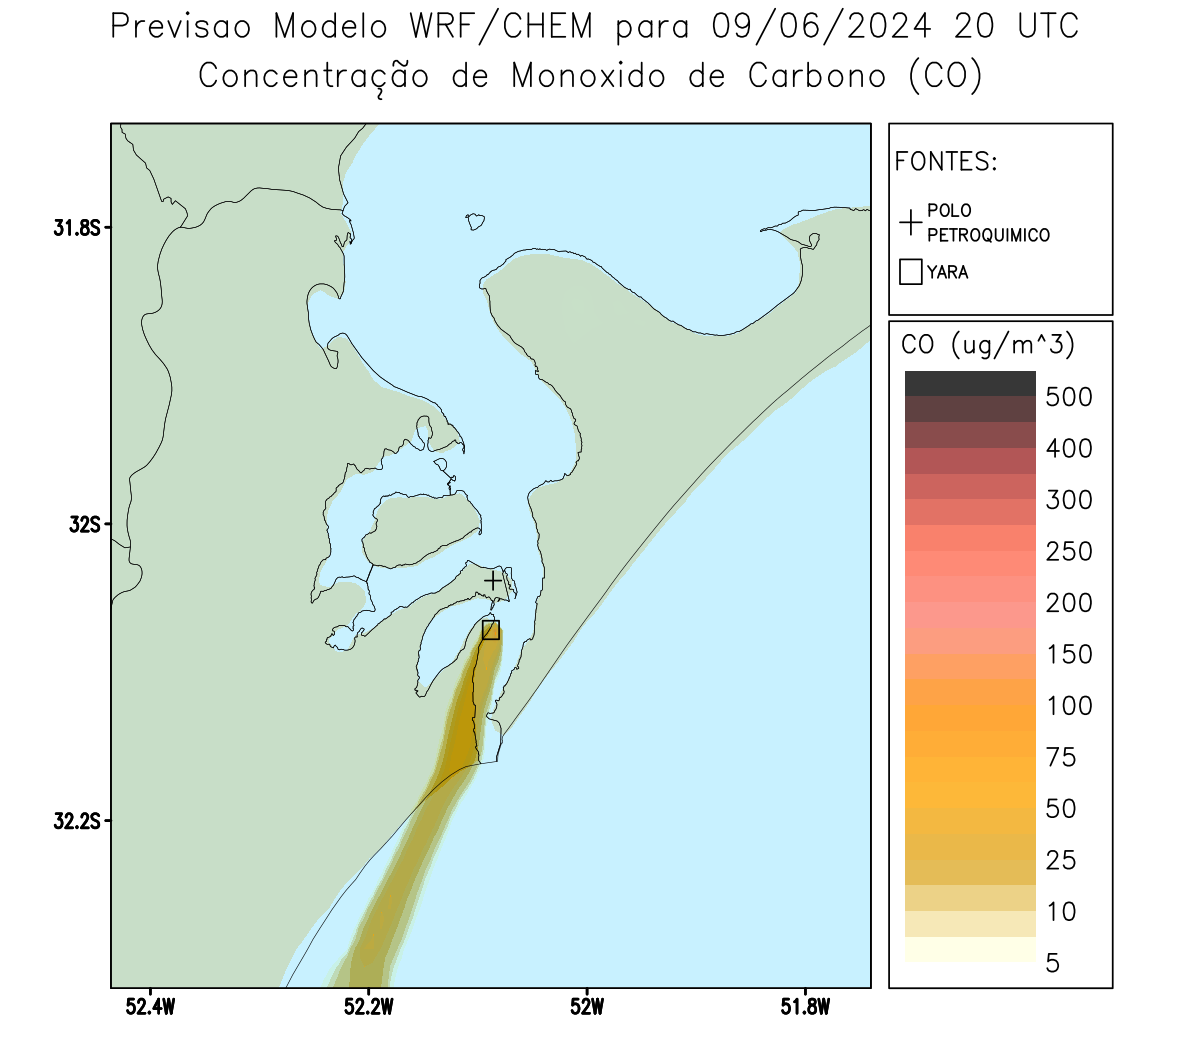 Previsao Modelo WRF/CHEM para 09/06/2024 20 UTC
Concentração de Monoxido de Carbono (CO)
FONTES:
POLO
PETROQUIMICO
YARA
CO (ug/m^3)
500
400
300
250
200
150
100
75
50
25
10
5
31.8S
32S
32.2S
52.4W
52.2W
52W
51.8W